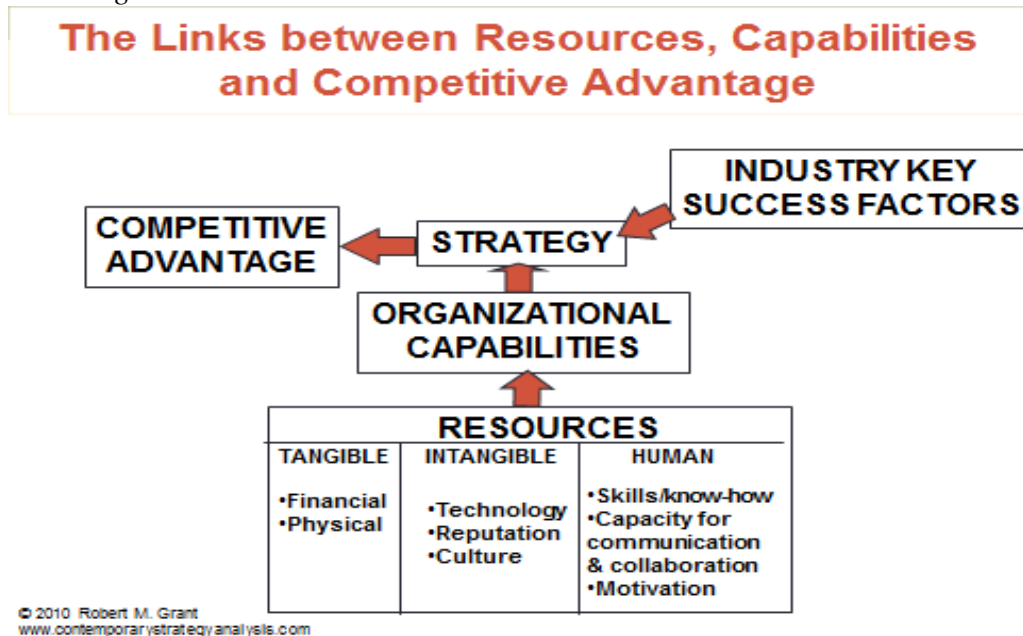 The Links between Resources, Capabilities
and Competitive Advantage
INDUSTRY KEY
SUCCESS FACTORS
COMPETITIVE
ADVANTAGE
STRATEGY
ORGANIZATIONAL
CAPABILITIES
RESOURCES
TANGIBLE
•Financial
•Physical
INTANGIBLE
•Technology
•Reputation
•Culture
HUMAN
•Skills/know-how
•Capacity for
communication
& collaboration
•Motivation
© 2010 Robert M. Grant
www.contemporarystrategyanalysis.com